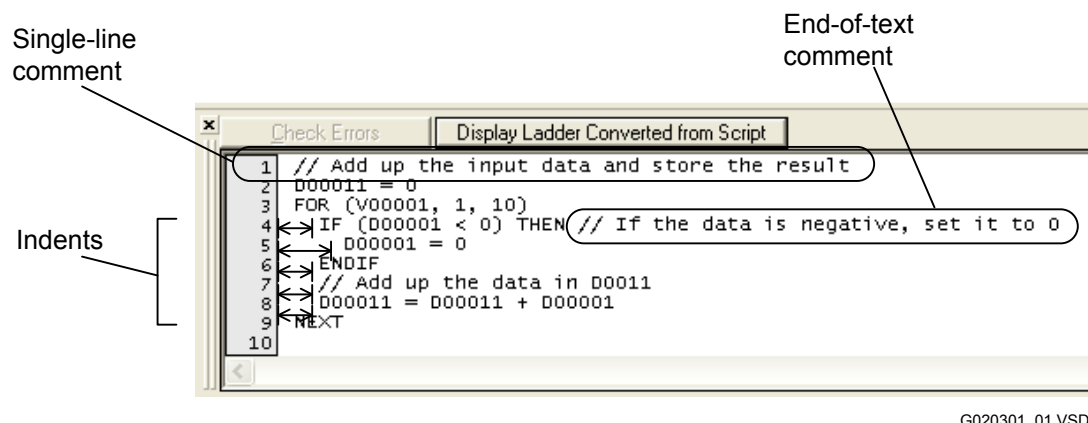 Single-line
comment
End-of-text
comment
Check Errors
Display Ladder Converted from Script
1 // Add up the input data and store the result
2 D00011 = 0
3 FOR (V00001, 1, 10)
4 IF (D00001 < 0) THEN // If the data is negative, set it to 0
5 D00001 = 0
6 ENDIF
7 // Add up the data in D0011
8 D00011 = D00011 + D00001
9 NEXT
10
Indents
G020301_01.VSD